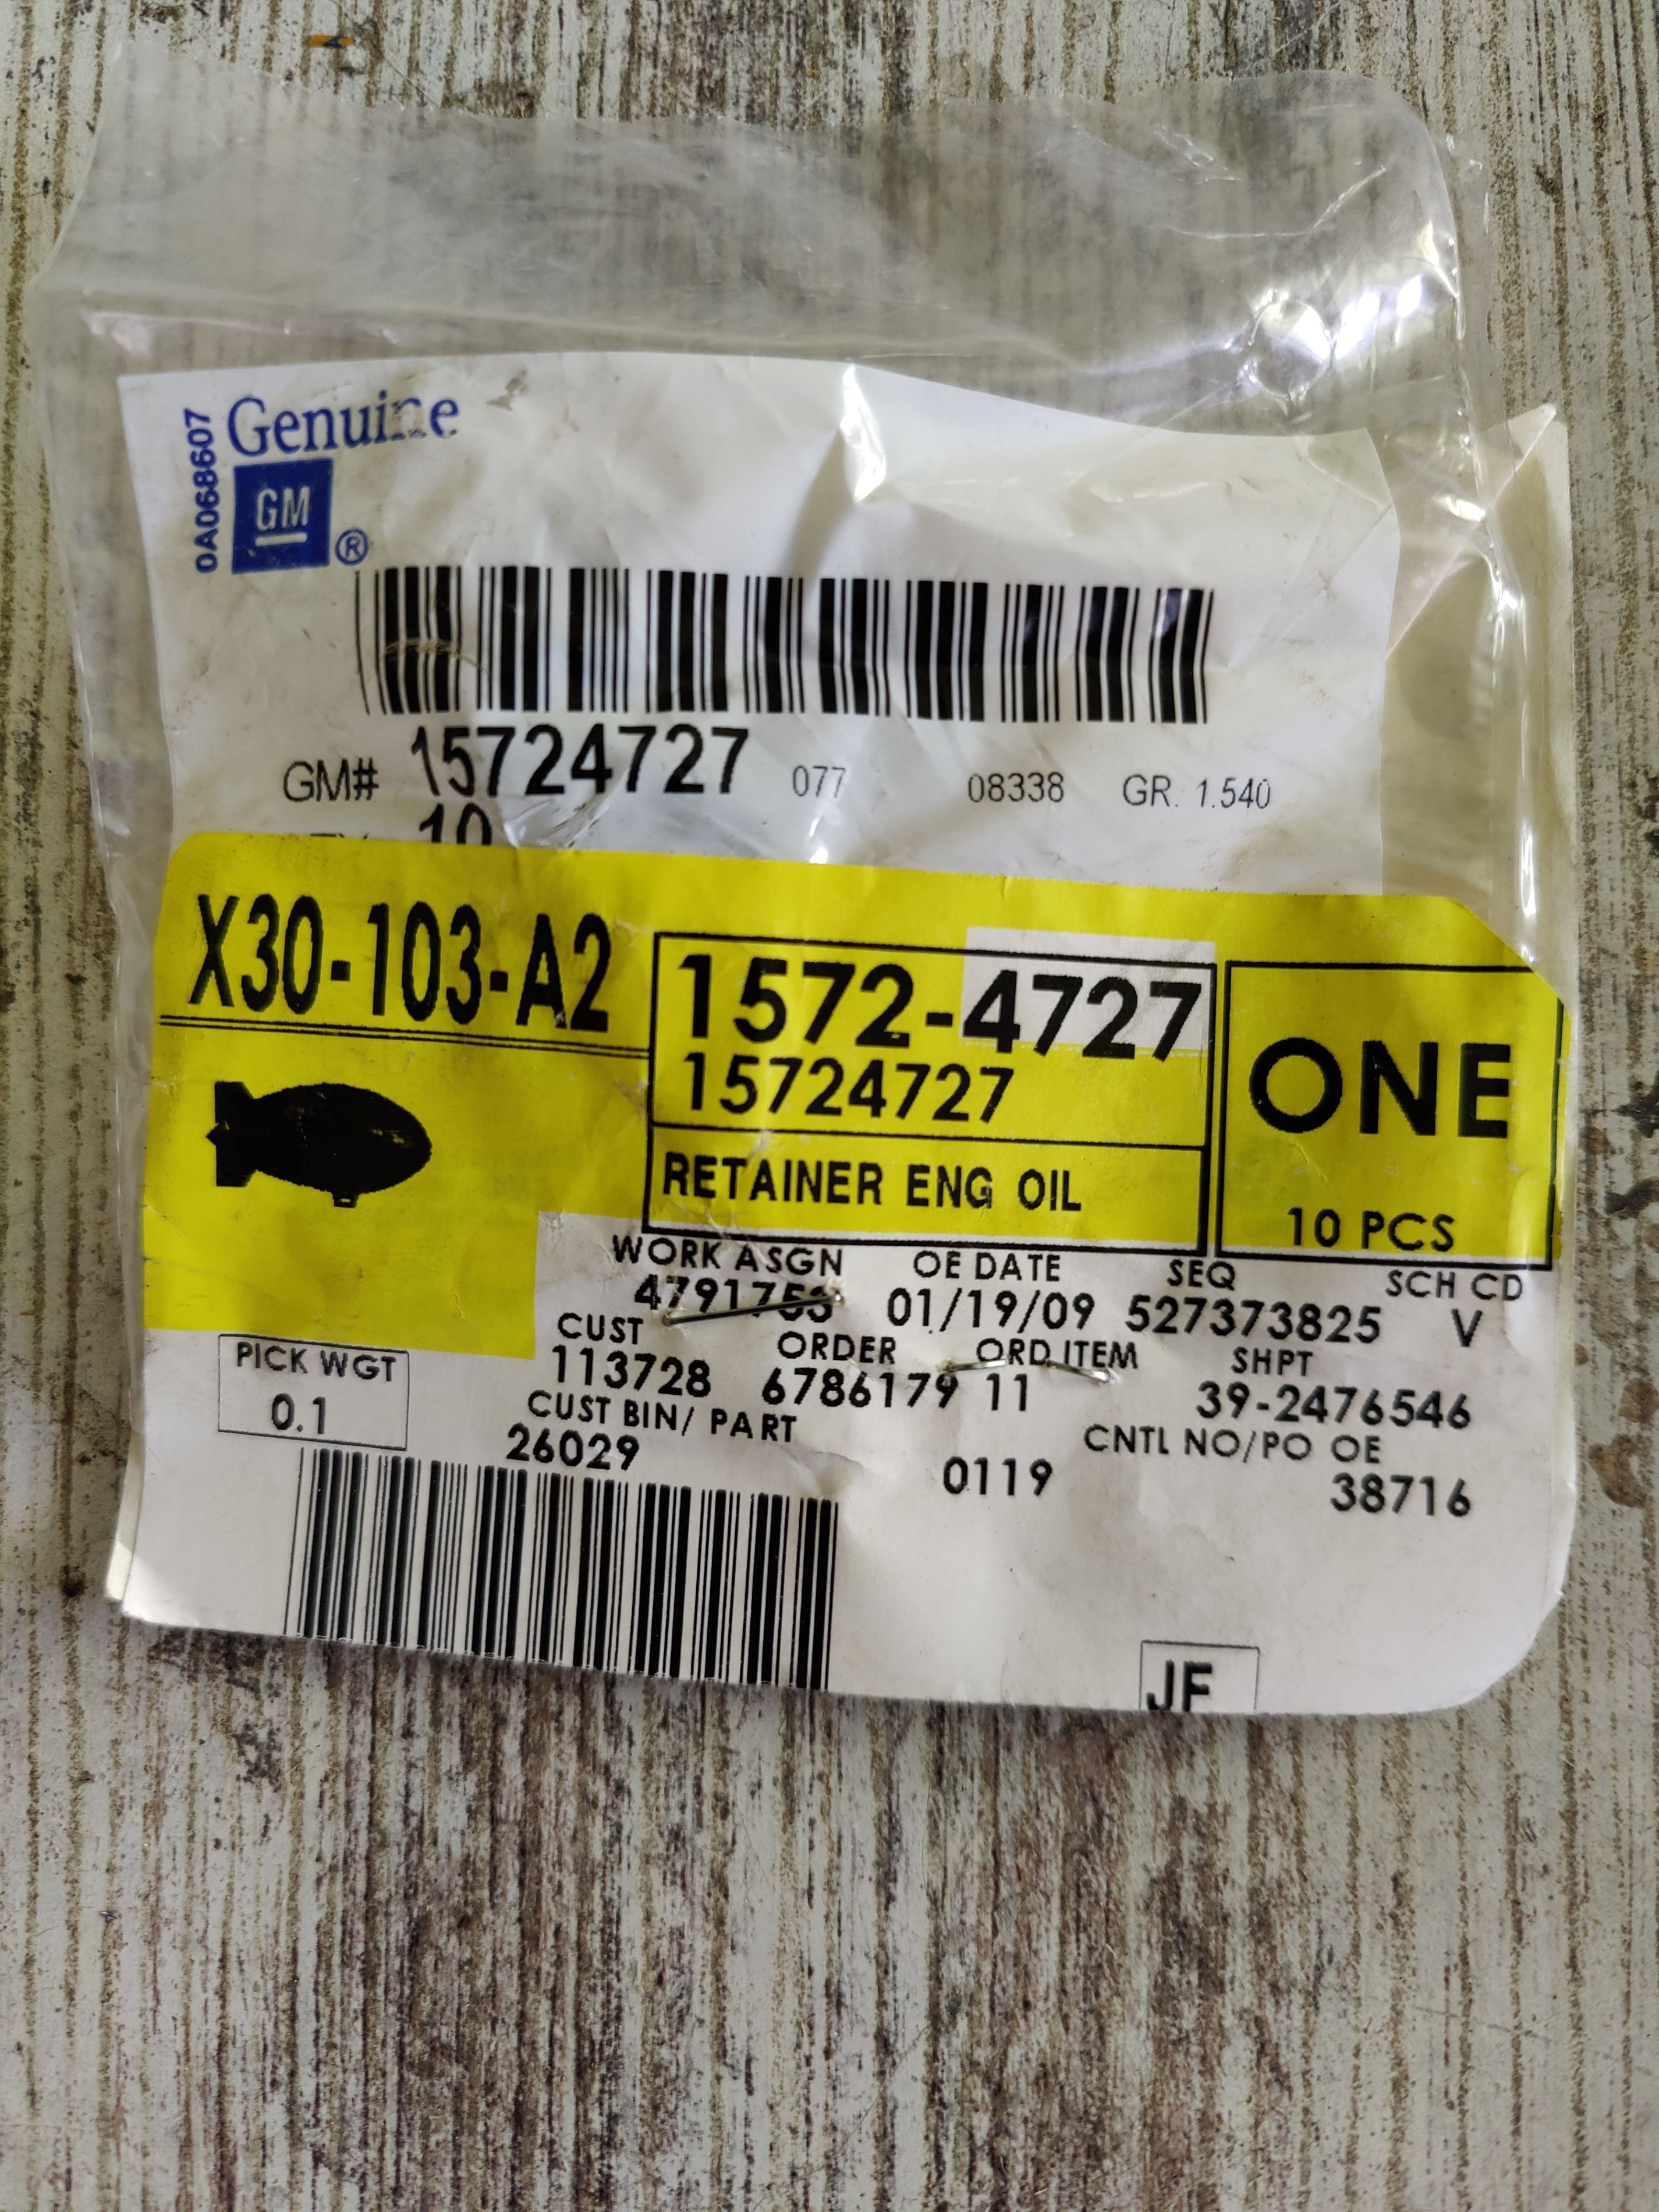 Genuine
0A068607
GM
®
GM# 15724727 077 08338 GR. 1.540
10
X30-103-A2
1572-4727
15724727
RETAINER ENG OIL
ONE
10 PCS
WORK ASGN OE DATE SEQ SCH CD
4791753 01/19/09 527373825 V
CUST ORDER ORD ITEM SHPT
113728 6786179 11 39-2476546
PICK WGT
0.1
CUST BIN/ PART CNTL NO/PO OE
26029 0119 38716
JF